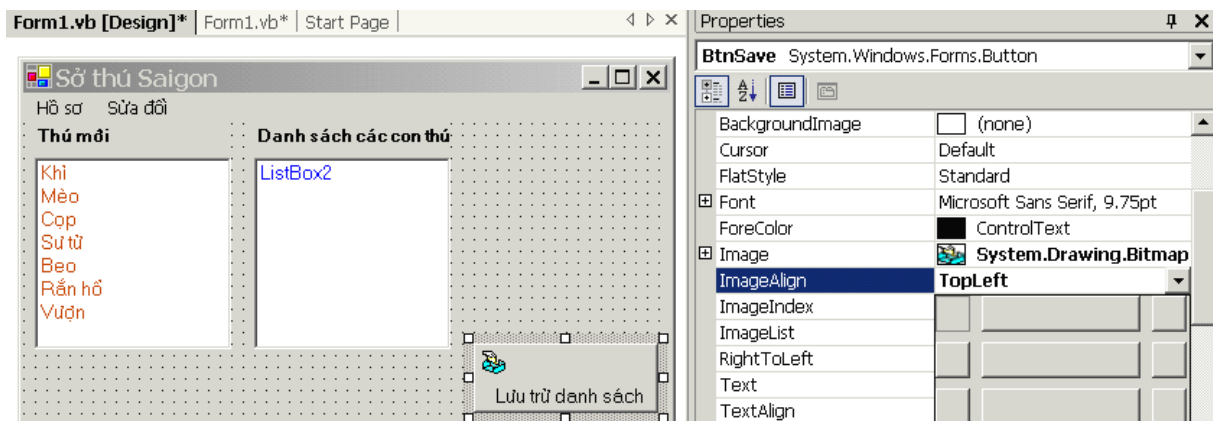 Form1.vb [Design]* Form1.vb* Start Page
Sở thú Saigon
Hồ sơ Sửa đổi
Thú mới Danh sách các con thú
Khỉ
Mèo
Cọp
Sư tử
Beo
Rắn hổ
Vượn
ListBox2
Lưu trữ danh sách
Properties
BtnSave System.Windows.Forms.Button
BackgroundImage (none)
Cursor Default
FlatStyle Standard
Font Microsoft Sans Serif, 9.75pt
ForeColor ControlText
Image System.Drawing.Bitmap
ImageAlign TopLeft
ImageIndex
ImageList
RightToLeft
Text
TextAlign